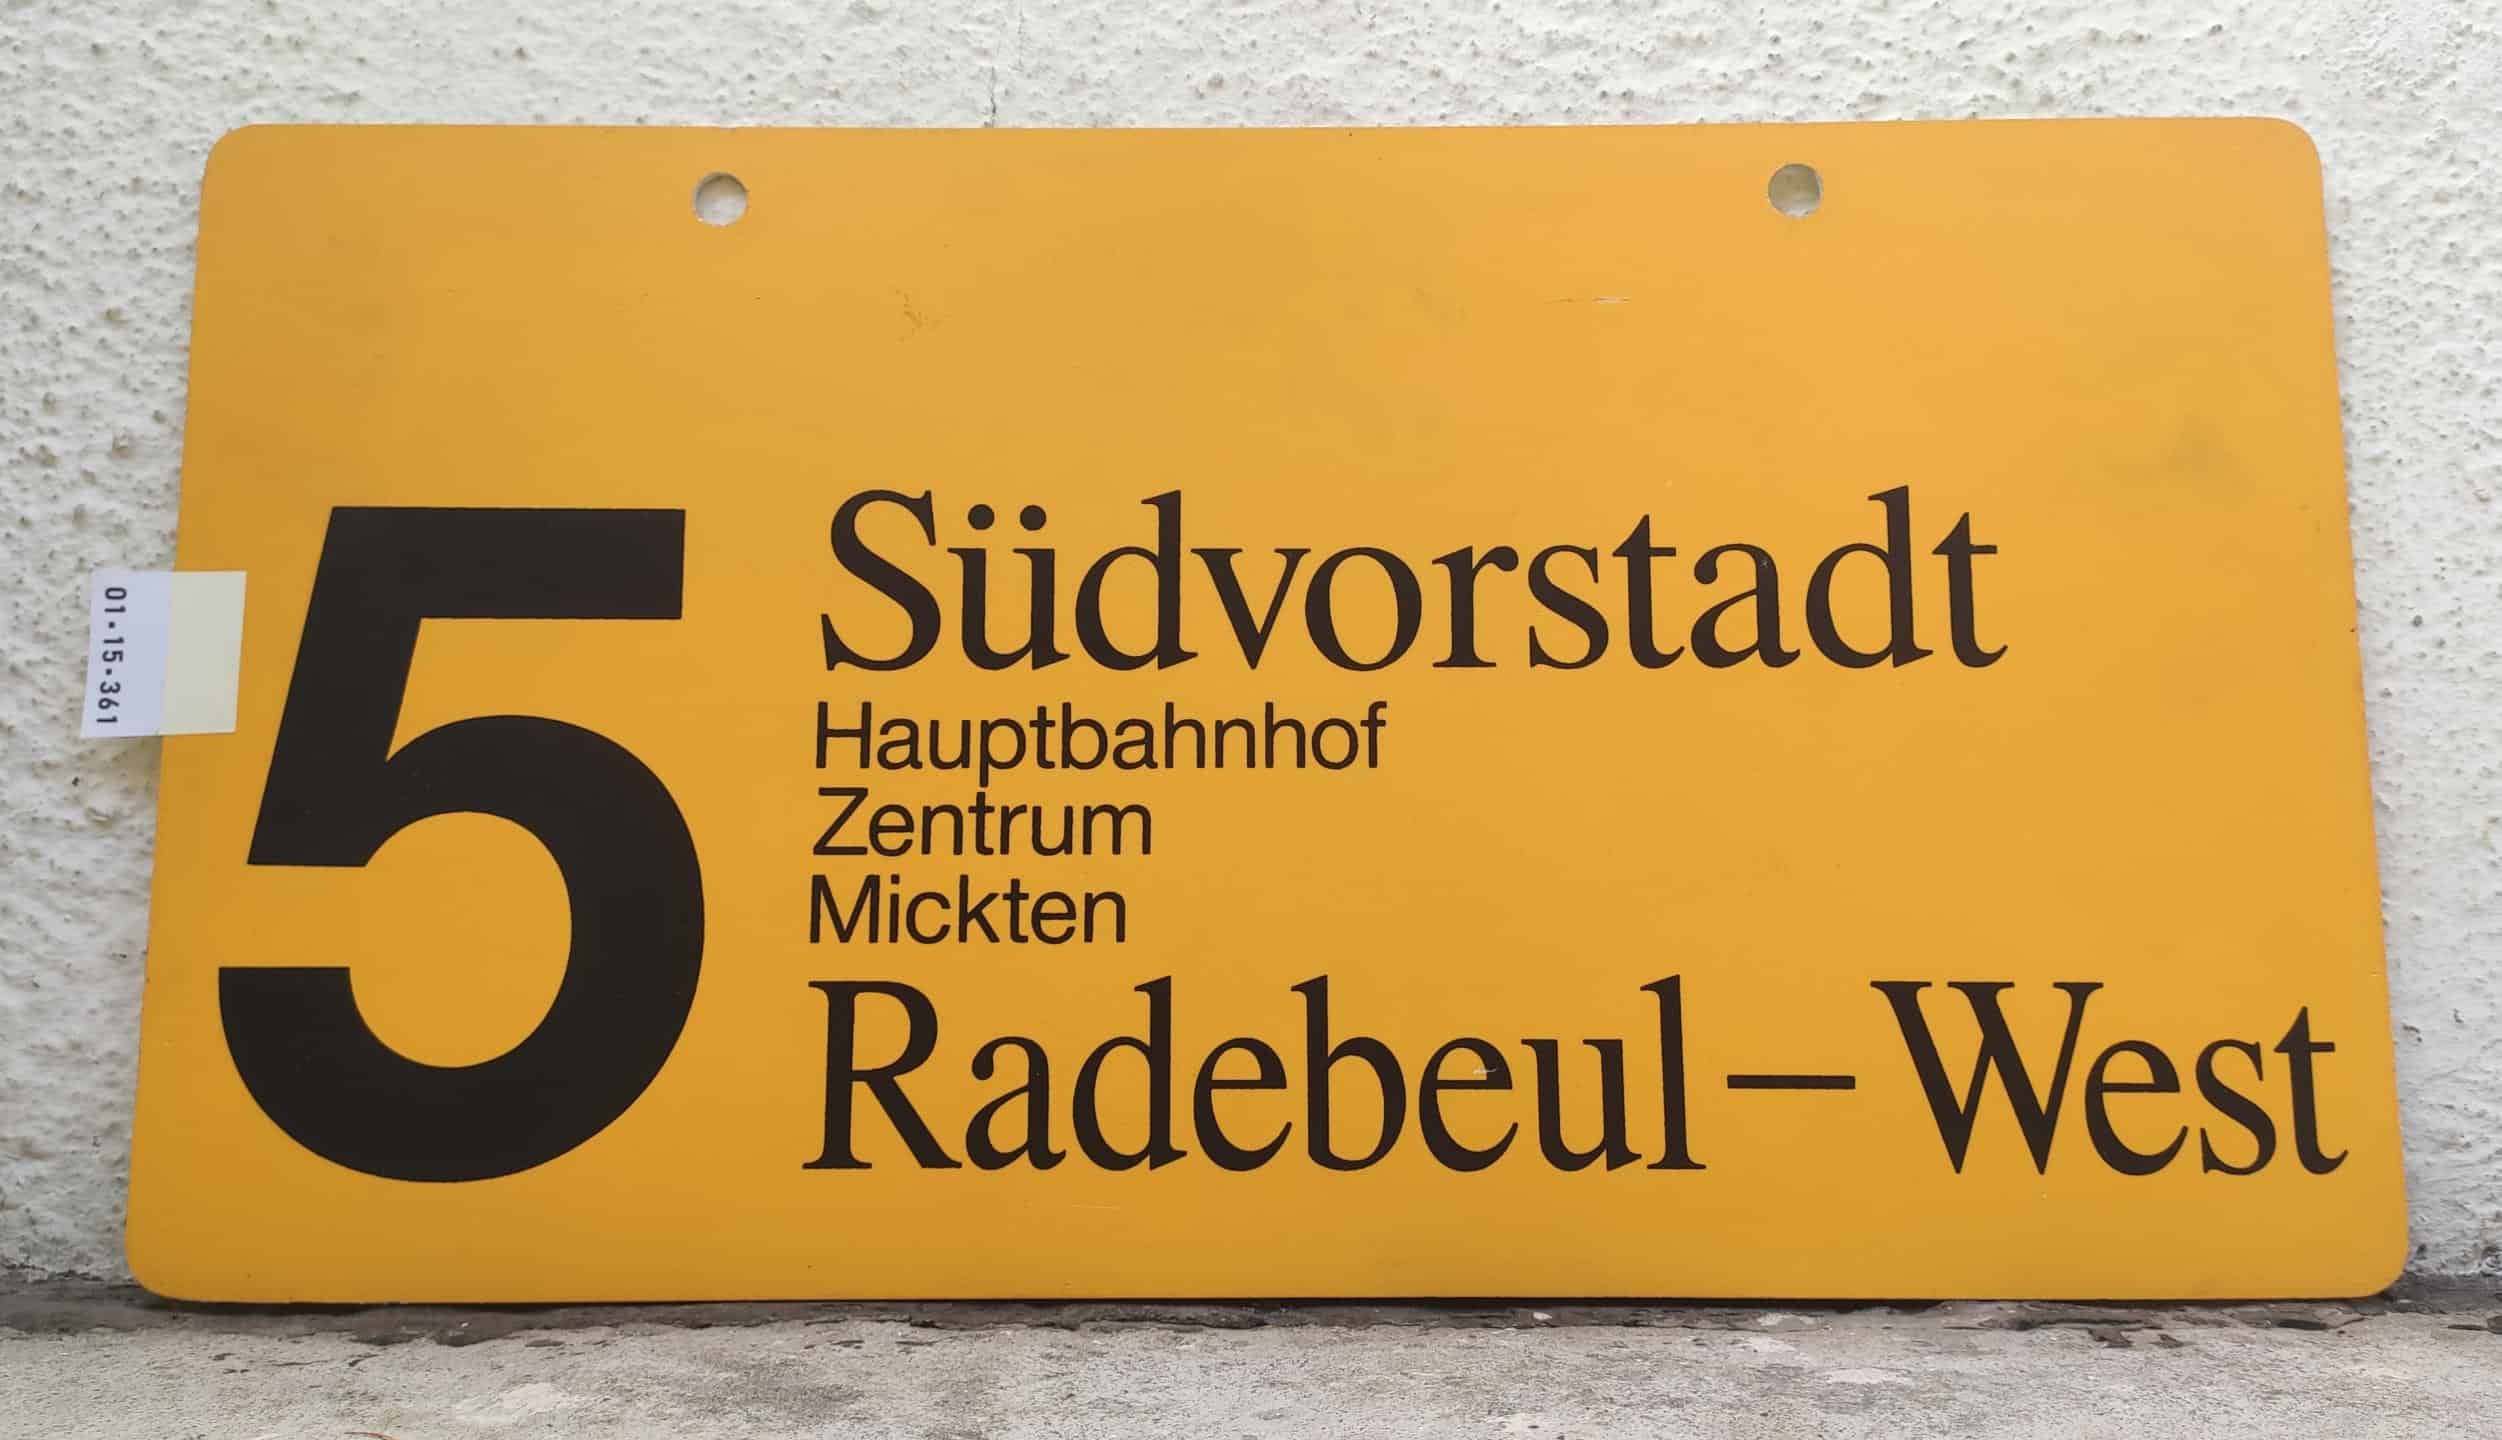 5
Südvorstadt
Hauptbahnhof
Zentrum
Mickten
Radebeul – West
01-15-361